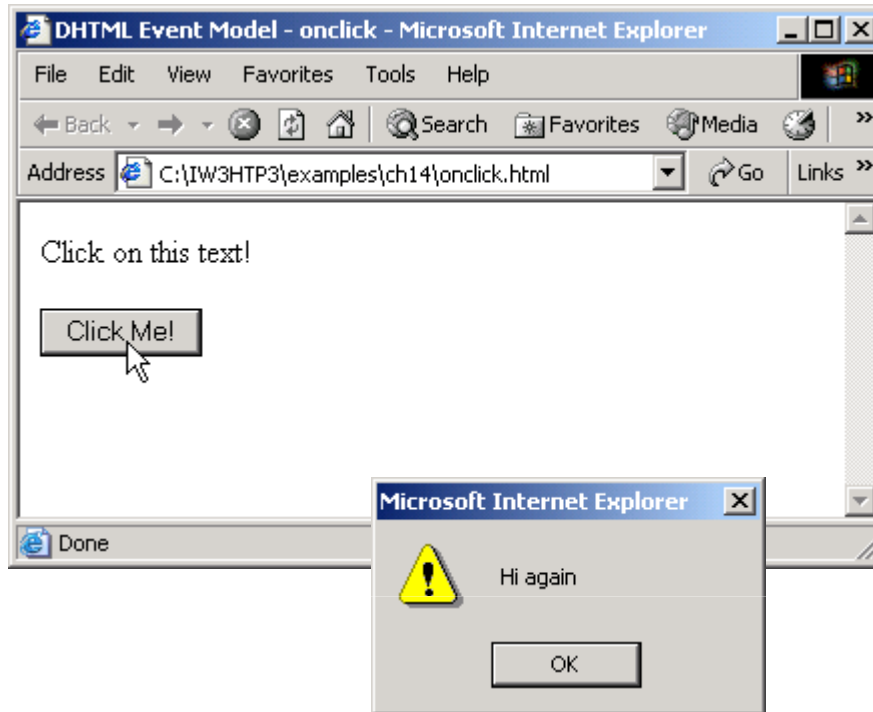 DHTML Event Model - onclick - Microsoft Internet Explorer
File Edit View Favorites Tools Help
Back Search Favorites Media »
Address C:\IW3HTP3\examples\ch14\onclick.html Go Links »
Click on this text!
Click Me!
Microsoft Internet Explorer
Done
Hi again
OK